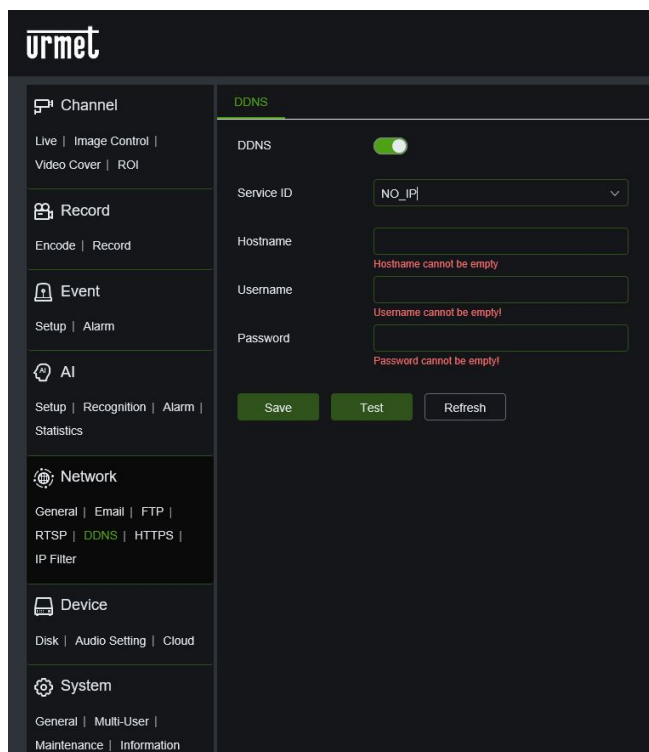 urmet
Channel
Live | Image Control |
Video Cover | ROI
Record
Encode | Record
Event
Setup | Alarm
AI
AI
Setup | Recognition | Alarm |
Statistics
Network
General | Email | FTP |
RTSP | DDNS | HTTPS |
IP Filter
Device
Disk | Audio Setting | Cloud
System
General | Multi-User |
Maintenance | Information
DDNS
DDNS
Service ID NO_IP
Hostname
Hostname cannot be empty
Username
Username cannot be empty!
Password
Password cannot be empty!
Save Test Refresh